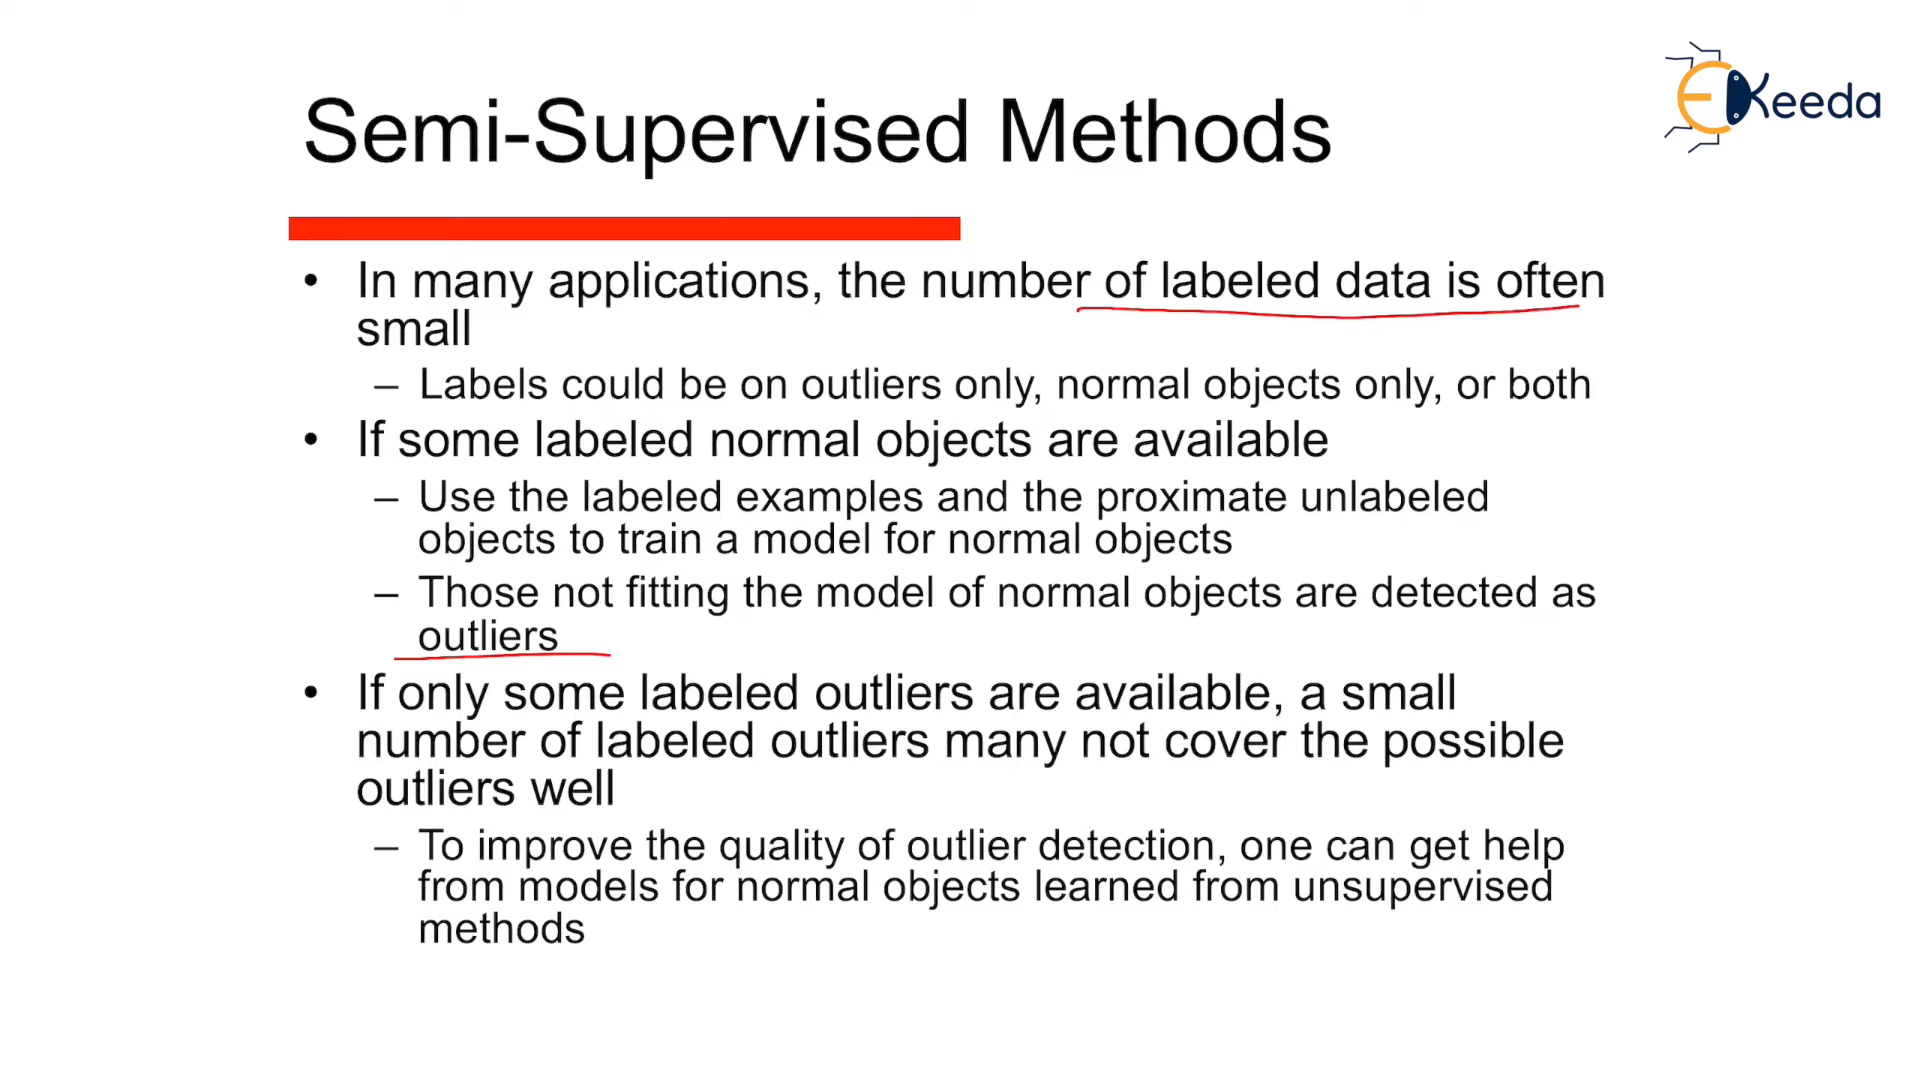 EKeeda
Semi-Supervised Methods
• In many applications, the number of labeled data is often
small
– Labels could be on outliers only, normal objects only, or both
• If some labeled normal objects are available
– Use the labeled examples and the proximate unlabeled
objects to train a model for normal objects
– Those not fitting the model of normal objects are detected as
outliers
• If only some labeled outliers are available, a small
number of labeled outliers many not cover the possible
outliers well
– To improve the quality of outlier detection, one can get help
from models for normal objects learned from unsupervised
methods